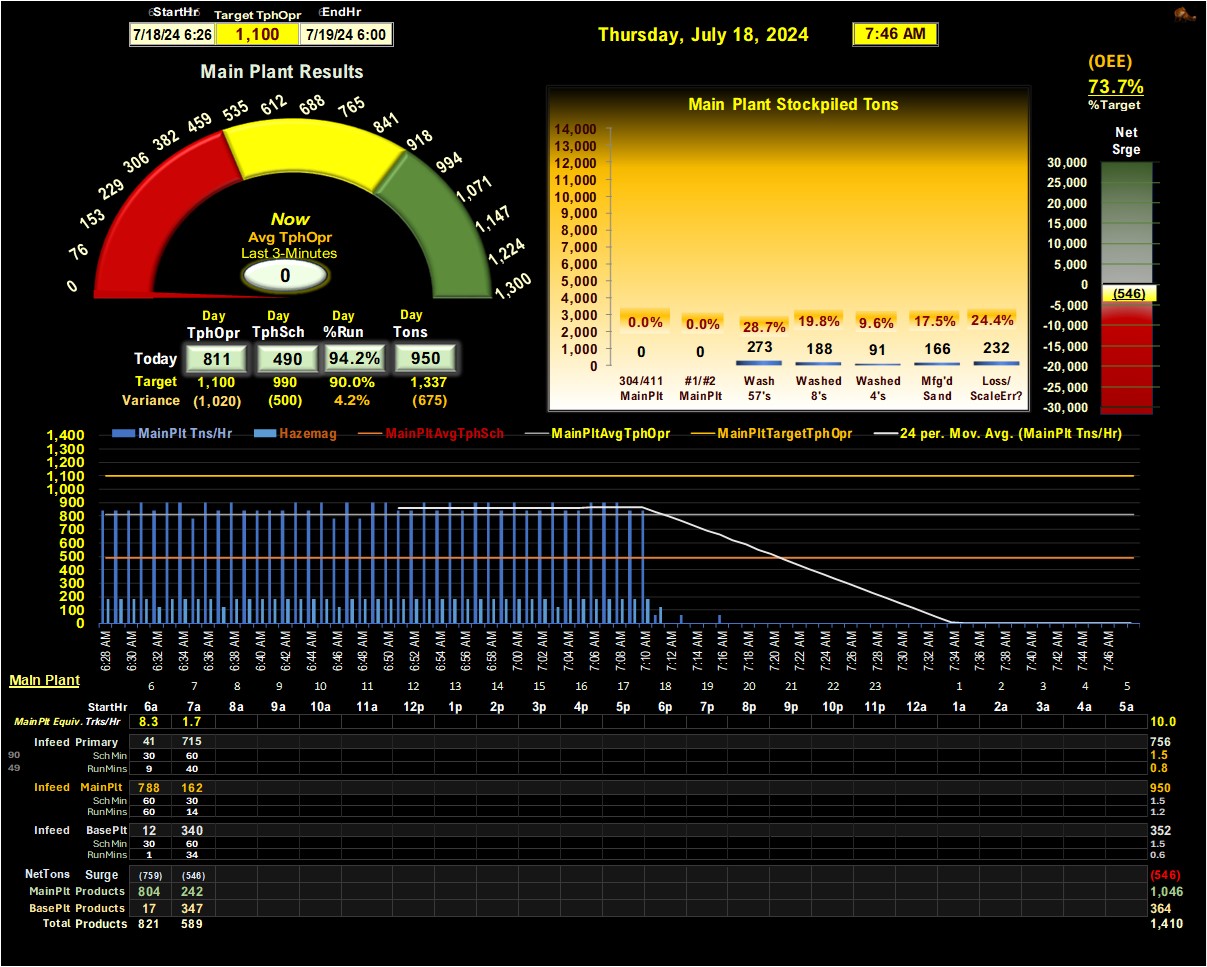 StartHr Target TphOpr EndHr
7/18/24 6:26 1,100 7/19/24 6:00
Thursday, July 18, 2024 7:46 AM
(OEE)
73.7%
%Target
Main Plant Results
0 76 153 229 306 382 459 535 612 688 765 841 918 994 1,071 1,147 1,224 1,300
Now
Avg TphOpr
Last 3-Minutes
0
Day Day Day Day
TphOpr TphSch %Run Tons
Today 811 490 94.2% 950
Target 1,100 990 90.0% 1,337
Variance (1,020) (500) 4.2% (675)
Main Plant Stockpiled Tons
14,000
13,000
12,000
11,000
10,000
9,000
8,000
7,000
6,000
5,000
4,000
3,000
2,000
1,000
0
0.0% 0.0% 28.7% 19.8% 9.6% 17.5% 24.4%
0 0 273 188 91 166 232
304/411 #1/#2 Wash Washed Washed Mfg'd Loss/
MainPlt MainPlt 57's 8's 4's Sand ScaleErr?
Net
Srge
30,000
25,000
20,000
15,000
10,000
5,000
0
(546)
-5,000
-10,000
-15,000
-20,000
-25,000
-30,000
MainPlt Tns/Hr Hazemag MainPltAvgTphSch MainPltAvgTphOpr MainPltTargetTphOpr 24 per. Mov. Avg. (MainPlt Tns/Hr)
1,400
1,300
1,200
1,100
1,000
900
800
700
600
500
400
300
200
100
0
6:28 AM 6:30 AM 6:32 AM 6:34 AM 6:36 AM 6:38 AM 6:40 AM 6:42 AM 6:44 AM 6:46 AM 6:48 AM 6:50 AM 6:52 AM 6:54 AM 6:56 AM 6:58 AM 7:00 AM 7:02 AM 7:04 AM 7:06 AM 7:08 AM 7:10 AM 7:12 AM 7:14 AM 7:16 AM 7:18 AM 7:20 AM 7:22 AM 7:24 AM 7:26 AM 7:28 AM 7:30 AM 7:32 AM 7:34 AM 7:36 AM 7:38 AM 7:40 AM 7:42 AM 7:44 AM 7:46 AM
Main Plant
6 7 8 9 10 11 12 13 14 15 16 17 18 19 20 21 22 23 1 2 3 4 5
StartHr 6a 7a 8a 9a 10a 11a 12p 1p 2p 3p 4p 5p 6p 7p 8p 9p 10p 11p 12a 1a 2a 3a 4a 5a
MainPlt Equiv. Trks/Hr 8.3 1.7 10.0
Infeed Primary 41 715 756
90 Sch Min 30 60 1.5
49 RunMins 9 40 0.8
Infeed MainPlt 788 162 950
Sch Min 60 30 1.5
RunMins 60 14 1.2
Infeed BasePlt 12 340 352
Sch Min 30 60 1.5
RunMins 1 34 0.6
NetTons Surge (759) (546) (546)
MainPlt Products 804 242 1,046
BasePlt Products 17 347 364
Total Products 821 589 1,410